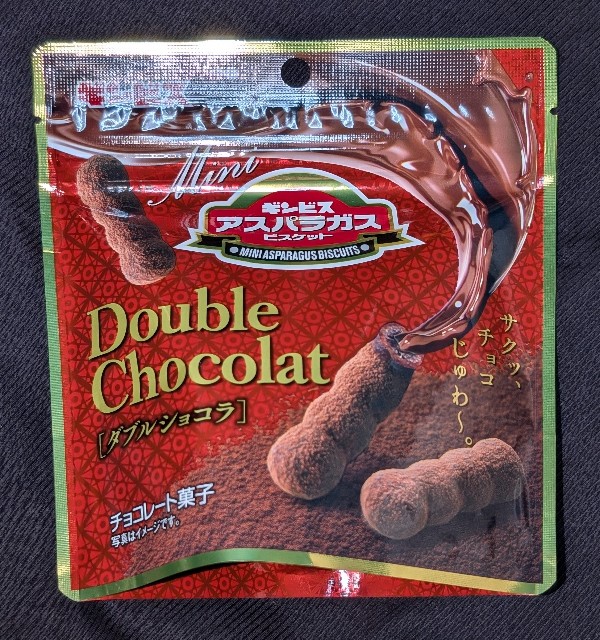 Mini
ギンビス
アスパラガス
ビスケット
MINI ASPARAGUS BISCUITS
Double
Chocolat
[ダブルショコラ]
サクッ、
チョコ
じゅわ〜。
チョコレート菓子
写真はイメージです。